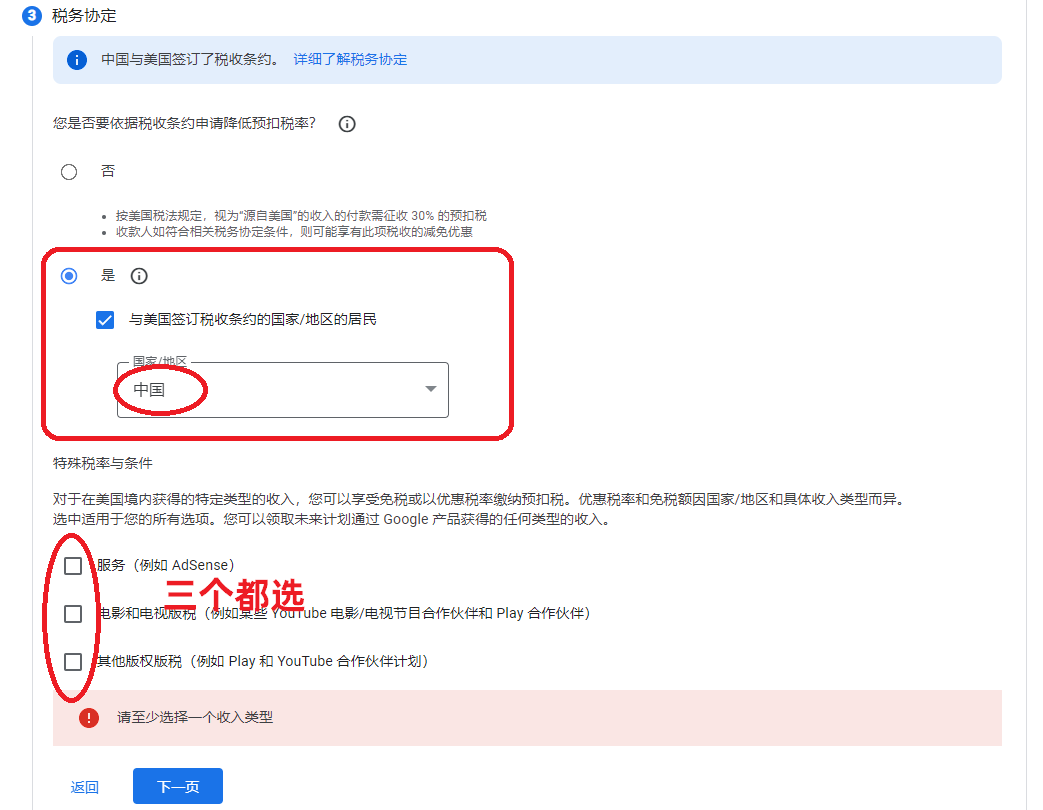 3 税务协定
中国与美国签订了税收条约。 详细了解税务协定
您是否要依据税收条约申请降低预扣税率？
否
按美国税法规定，视为“源自美国”的收入的付款需征收 30% 的预扣税
收款人如符合相关税务协定条件，则可能享有此项税收的减免优惠
是
与美国签订税收条约的国家/地区的居民
国家/地区
中国
特殊税率与条件
对于在美国境内获得的特定类型的收入，您可以享受免税或以优惠税率缴纳预扣税。优惠税率和免税额因国家/地区和具体收入类型而异。
选中适用于您的所有选项。您可以领取未来计划通过 Google 产品获得的任何类型的收入。
服务（例如 AdSense）
三个都选
电影和电视版税（例如某些 YouTube 电影/电视节目合作伙伴和 Play 合作伙伴）
其他版权版税（例如 Play 和 YouTube 合作伙伴计划）
请至少选择一个收入类型
返回 下一页